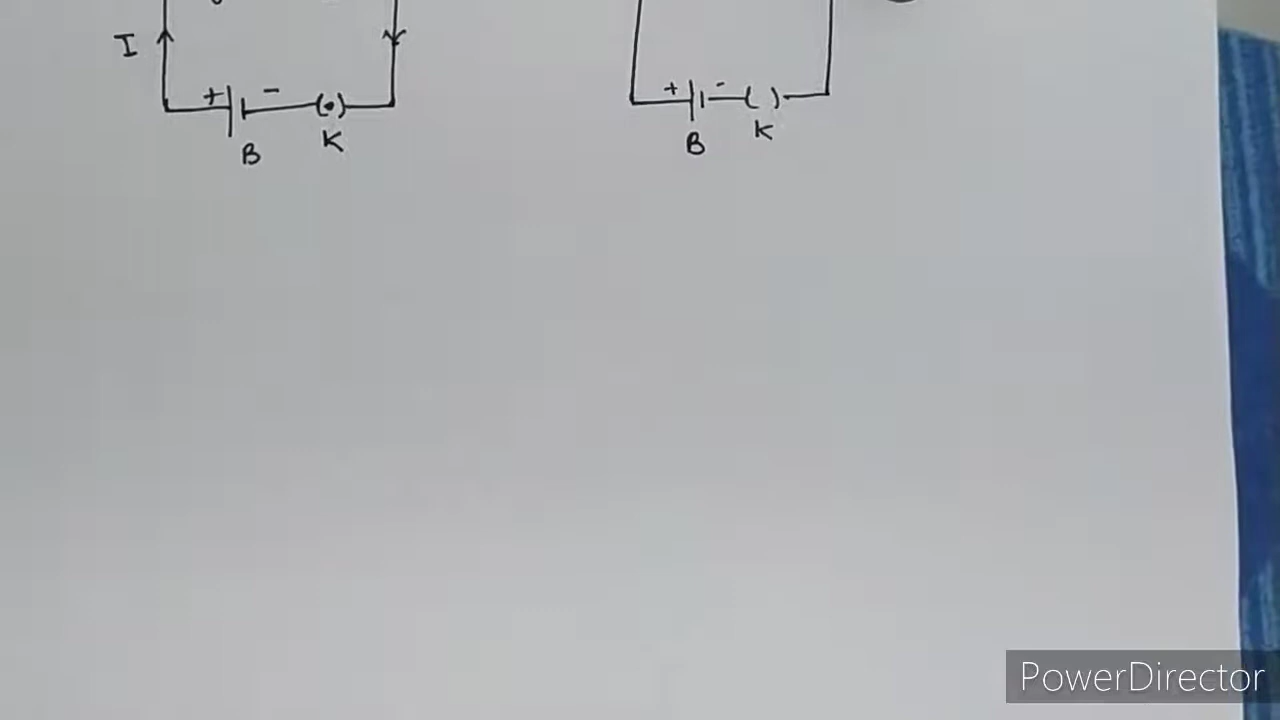 I
+ - (•)
B K
+ - ( )
B K
PowerDirector